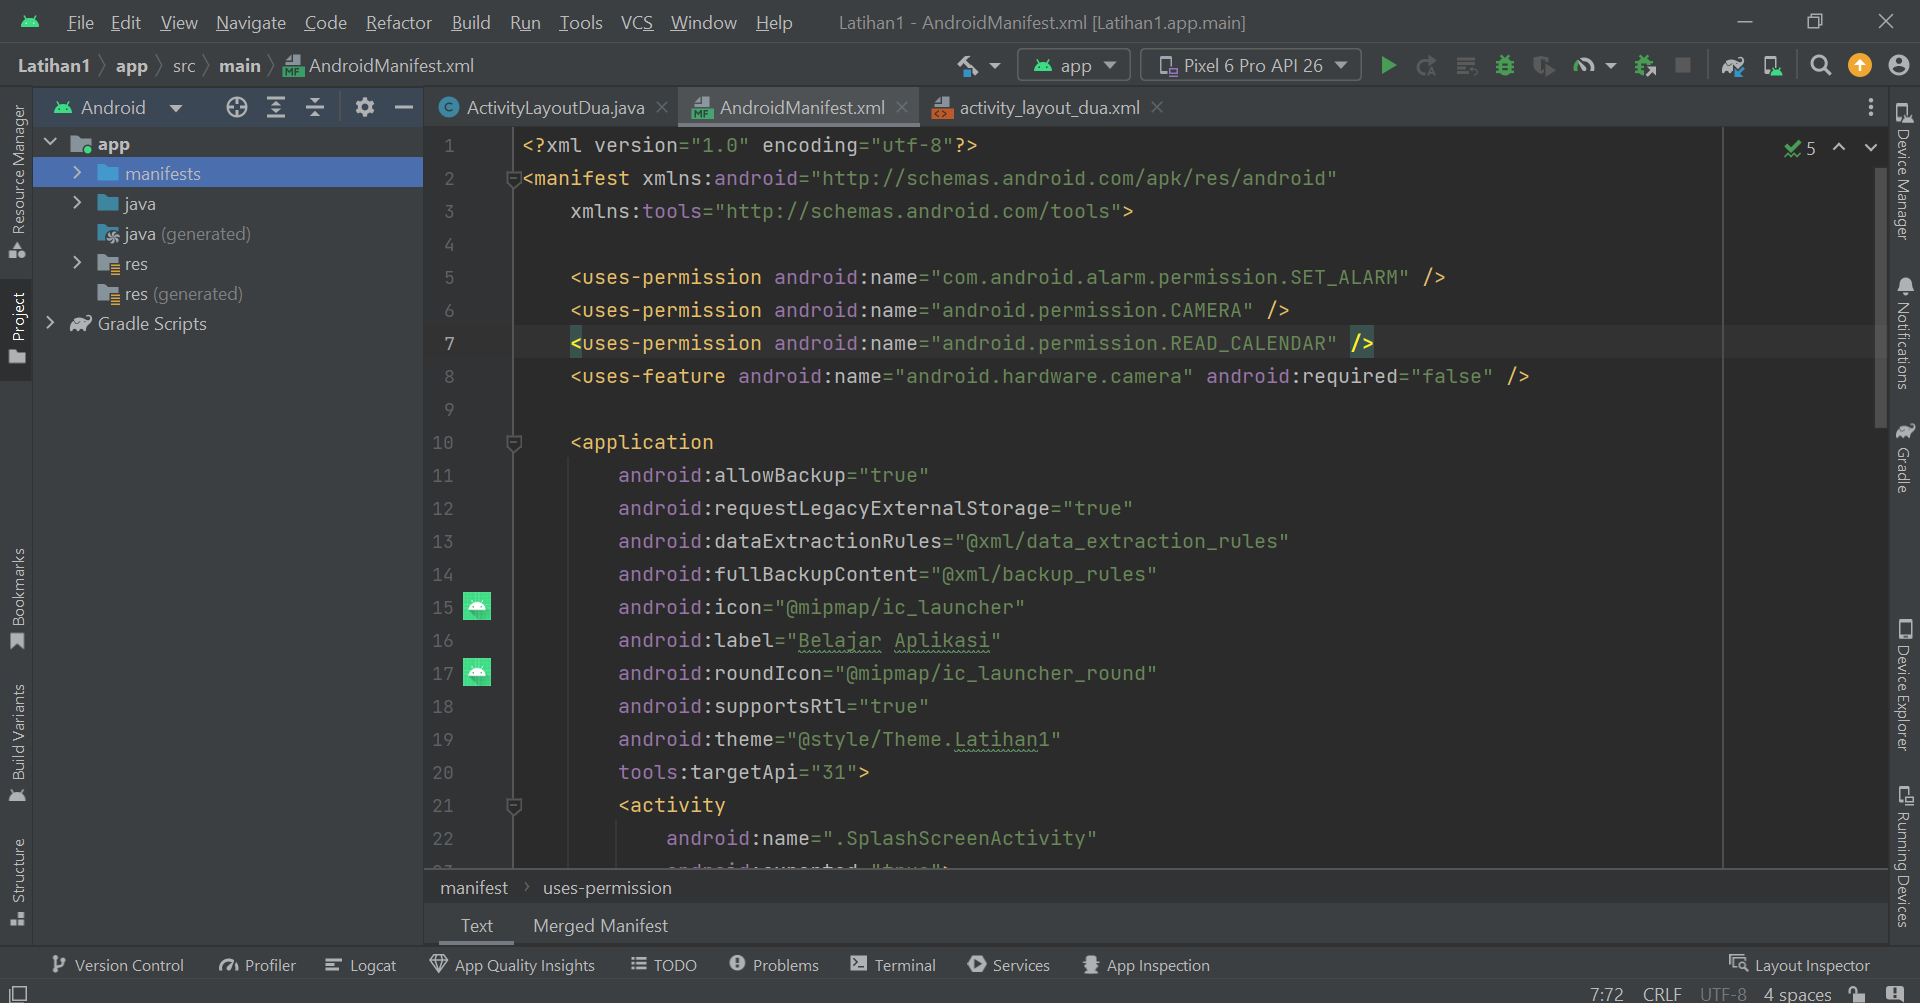 File Edit View Navigate Code Refactor Build Run Tools VCS Window Help Latihan1 - AndroidManifest.xml [Latihan1.app.main]
Latihan1 app src main AndroidManifest.xml app Pixel 6 Pro API 26
Android
ActivityLayoutDua.java AndroidManifest.xml activity_layout_dua.xml
app
manifests
java
java (generated)
res
res (generated)
Gradle Scripts
Resource Manager
Project
Bookmarks
Build Variants
Structure
1 <?xml version="1.0" encoding="utf-8"?>
2 <manifest xmlns:android="http://schemas.android.com/apk/res/android"
3 xmlns:tools="http://schemas.android.com/tools">
4
5 <uses-permission android:name="com.android.alarm.permission.SET_ALARM" />
6 <uses-permission android:name="android.permission.CAMERA" />
7 <uses-permission android:name="android.permission.READ_CALENDAR" />
8 <uses-feature android:name="android.hardware.camera" android:required="false" />
9
10 <application
11 android:allowBackup="true"
12 android:requestLegacyExternalStorage="true"
13 android:dataExtractionRules="@xml/data_extraction_rules"
14 android:fullBackupContent="@xml/backup_rules"
15 android:icon="@mipmap/ic_launcher"
16 android:label="Belajar Aplikasi"
17 android:roundIcon="@mipmap/ic_launcher_round"
18 android:supportsRtl="true"
19 android:theme="@style/Theme.Latihan1"
20 tools:targetApi="31">
21 <activity
22 android:name=".SplashScreenActivity"
5
Device Manager
Notifications
Gradle
Device Explorer
Running Devices
manifest uses-permission
Text Merged Manifest
Version Control Profiler Logcat App Quality Insights TODO Problems Terminal Services App Inspection Layout Inspector
7:72 CRLF UTF-8 4 spaces